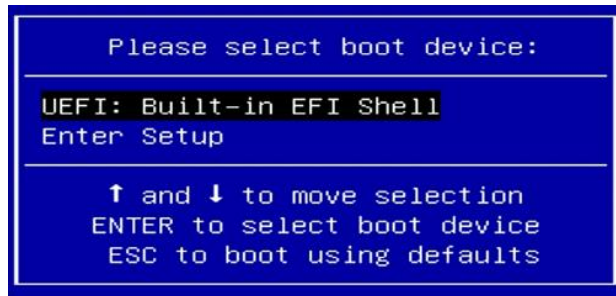 Please select boot device:
UEFI: Built-in EFI Shell
Enter Setup
↑ and ↓ to move selection
ENTER to select boot device
ESC to boot using defaults